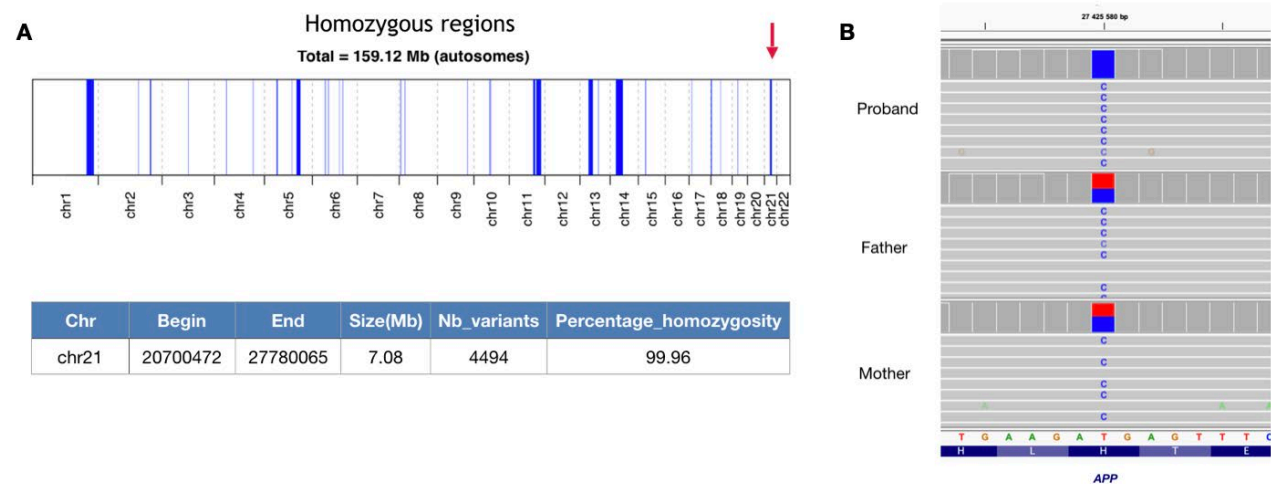 A
Homozygous regions
Total = 159.12 Mb (autosomes)
chr1 chr2 chr3 chr4 chr5 chr6 chr7 chr8 chr9 chr10 chr11 chr12 chr13 chr14 chr15 chr16 chr17 chr18 chr19 chr20 chr21 chr22
Chr Begin End Size(Mb) Nb_variants Percentage_homozygosity
chr21 20700472 27780065 7.08 4494 99.96
B
27 425 580 bp
C
C
C
Proband
C
C
C
G C G
C
C
C
C
Father
C
C
C
C
C
C
Mother
C
C
A A A
C
T G A A G A T G A G T T T C
H L H T E
APP